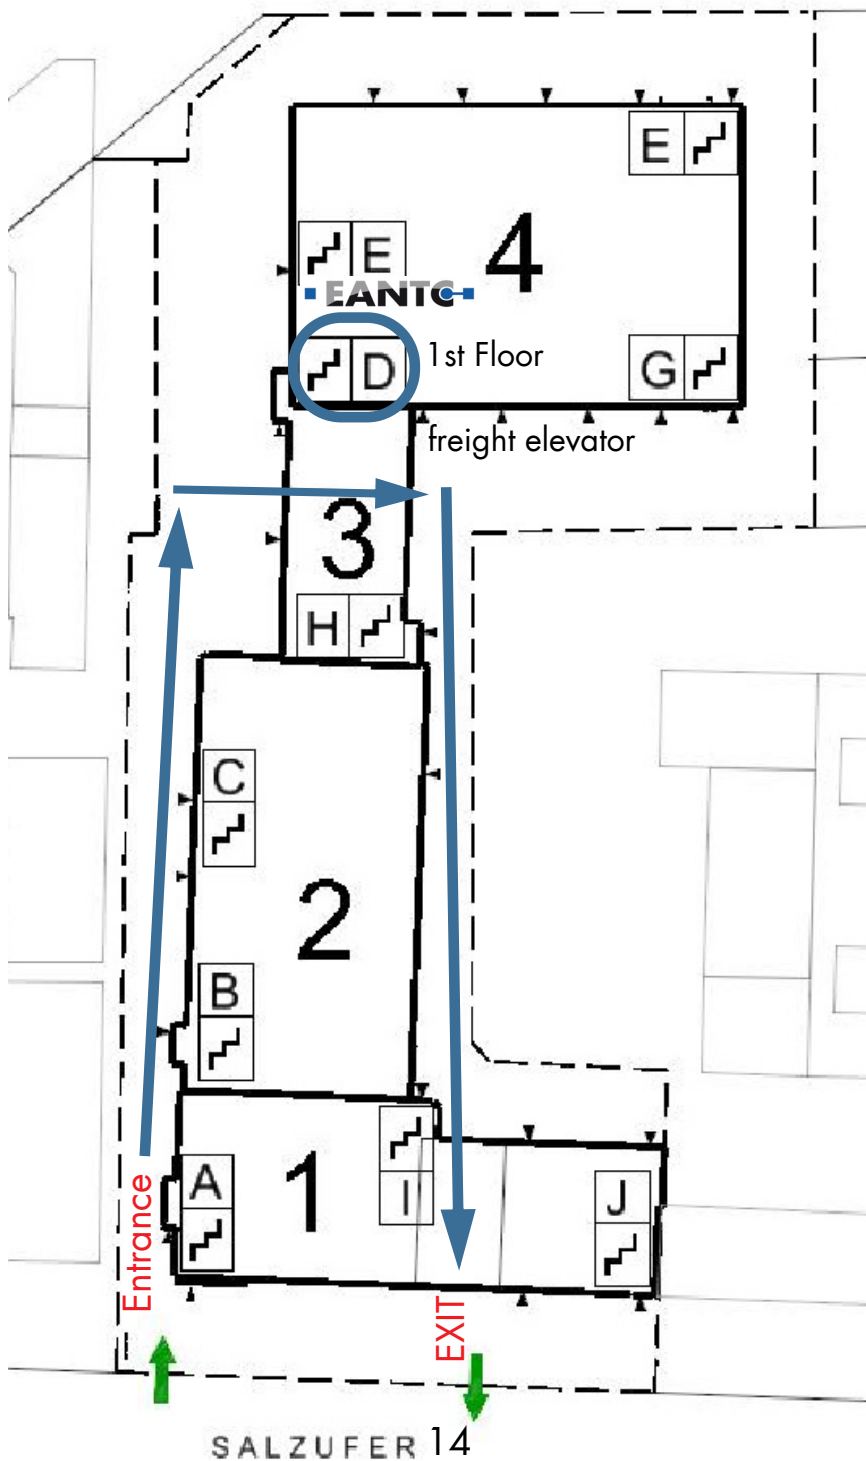 E
4
E
EANTC
D
1st Floor
G
freight elevator
3
H
C
2
B
1
A
I
J
Entrance
EXIT
SALZUFER 14